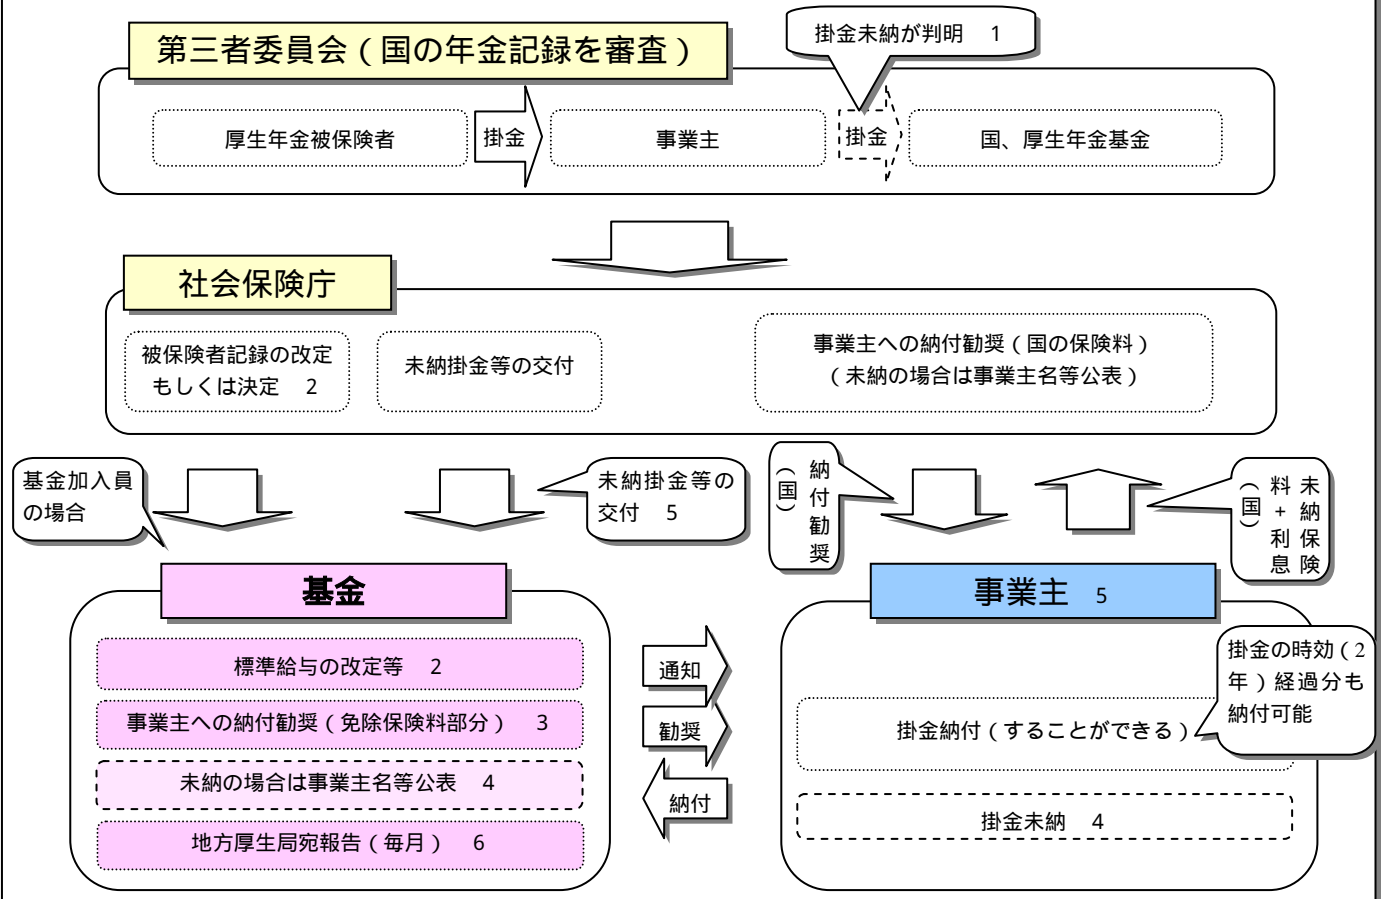 第三者委員会（国の年金記録を審査）
掛金未納が判明　1
厚生年金被保険者
掛金
事業主
掛金
国、厚生年金基金
社会保険庁
被保険者記録の改定
もしくは決定　2
未納掛金等の交付
事業主への納付勧奨（国の保険料）
（未納の場合は事業主名等公表）
基金加入員
の場合
未納掛金等の
交付　5
納付勧奨
（国）
未納保険
料＋利息
（国）
基金
標準給与の改定等　2
事業主への納付勧奨（免除保険料部分）　3
未納の場合は事業主名等公表　4
地方厚生局宛報告（毎月）　6
通知
勧奨
納付
事業主　5
掛金の時効（2
年）経過分も
納付可能
掛金納付（することができる）
掛金未納　4